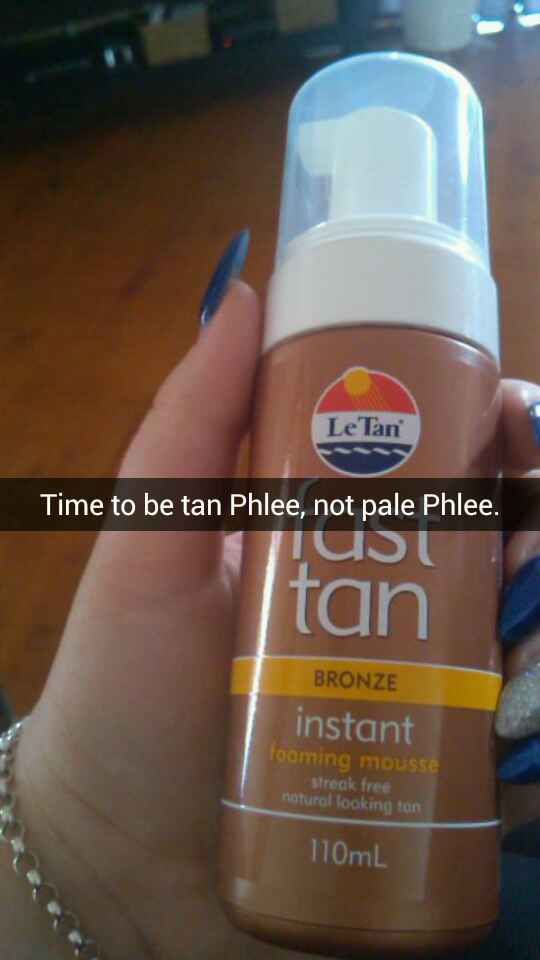 Le Tan
Time to be tan Phlee, not pale Phlee.
fast
tan
BRONZE
instant
foaming mousse
streak free
natural looking tan
110mL